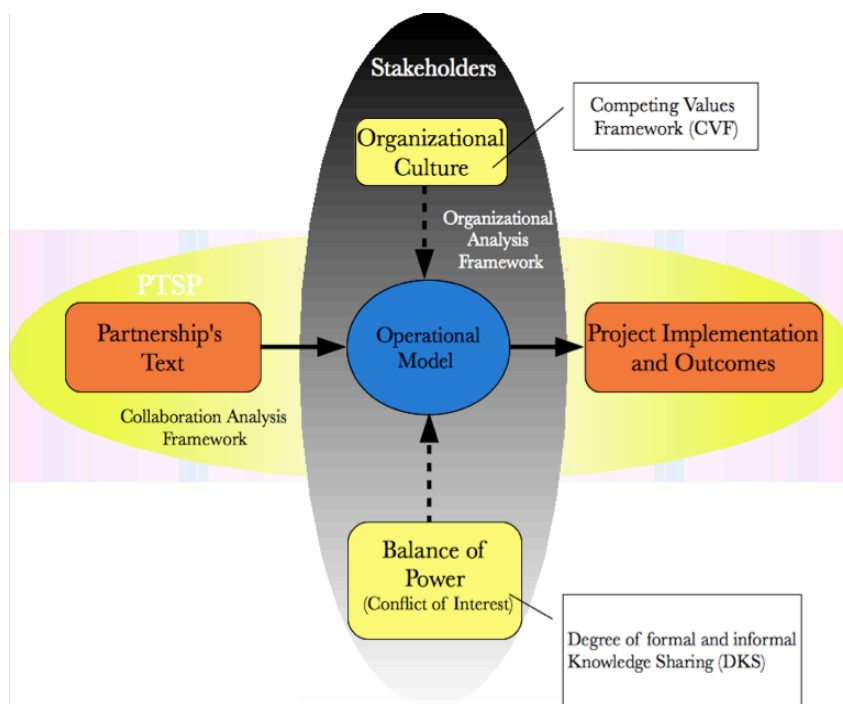 Stakeholders
Competing Values
Framework (CVF)
Organizational
Culture
Organizational
Analysis
Framework
PTSP
Partnership's
Text
Operational
Model
Project Implementation
and Outcomes
Collaboration Analysis
Framework
Balance of
Power
(Conflict of Interest)
Degree of formal and informal
Knowledge Sharing (DKS)